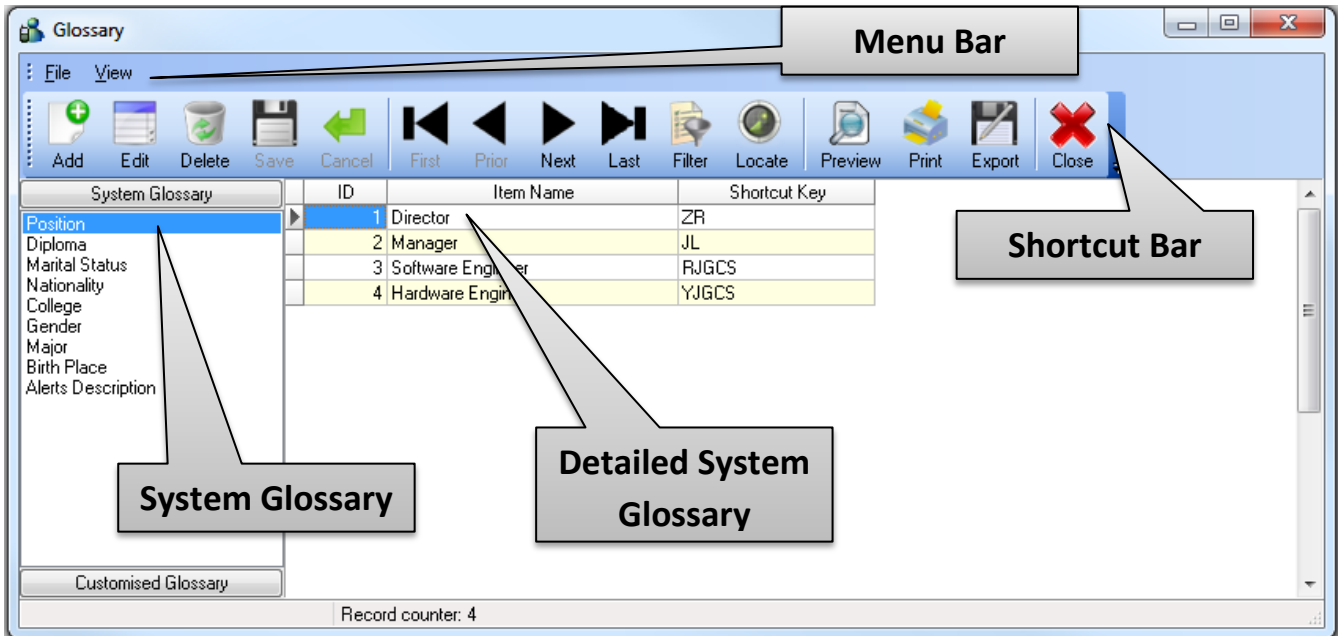 Glossary
Menu Bar
File View
Add Edit Delete Save Cancel First Prior Next Last Filter Locate Preview Print Export Close
System Glossary
ID Item Name Shortcut Key
Position
Diploma
Marital Status
Nationality
College
Gender
Major
Birth Place
Alerts Description
1 Director ZR
2 Manager JL
3 Software Engineer RJGCS
4 Hardware YJGCS
Shortcut Bar
Detailed System
Glossary
System Glossary
Customised Glossary
Record counter: 4